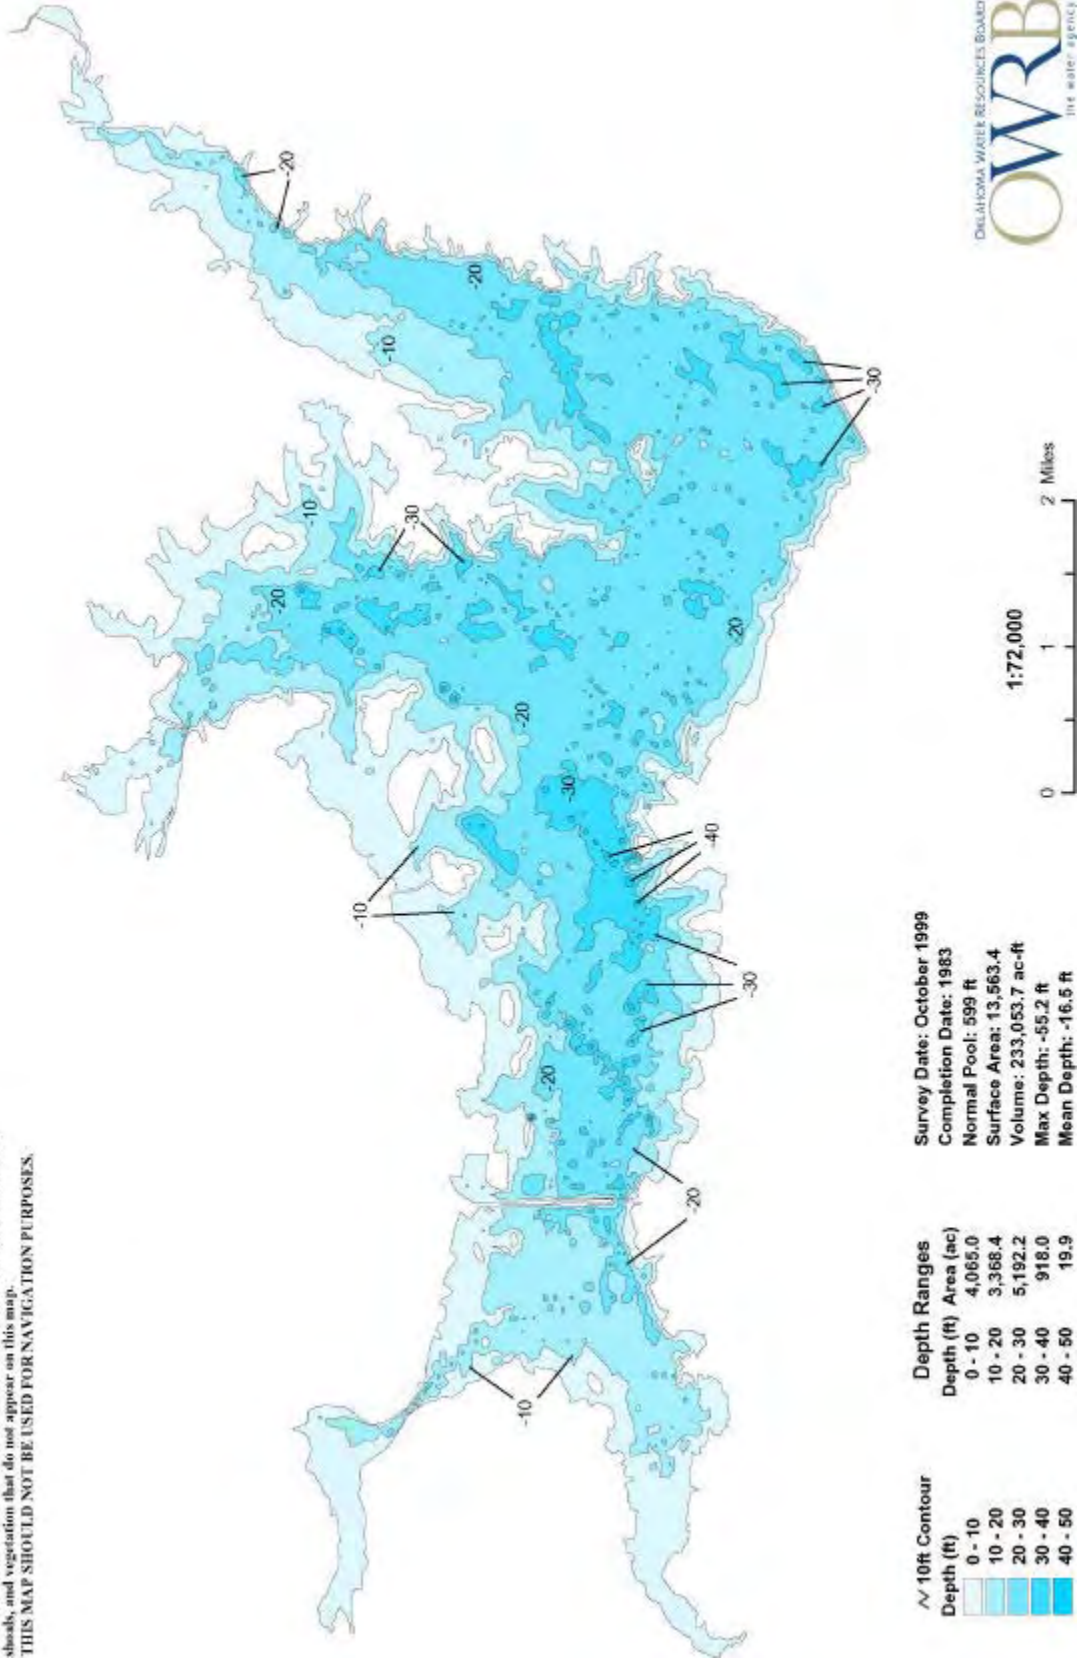 shoals, and vegetation that do not appear on this map.
THIS MAP SHOULD NOT BE USED FOR NAVIGATION PURPOSES.
-10
-10
-20
-20
-10
-20
-30
-20
-30
-40
-20
-20
-10
-30
-10
-20
-20
-30
10ft Contour
Depth (ft)
0 - 10
10 - 20
20 - 30
30 - 40
40 - 50
Depth Ranges
Depth (ft) Area (ac)
0 - 10 4,065.0
10 - 20 3,368.4
20 - 30 5,192.2
30 - 40 918.0
40 - 50 19.9
Survey Date: October 1999
Completion Date: 1983
Normal Pool: 599 ft
Surface Area: 13,563.4
Volume: 233,053.7 ac-ft
Max Depth: -55.2 ft
Mean Depth: -16.5 ft
1:72,000
0 1 2 Miles
OKLAHOMA WATER RESOURCES BOARD
OWRB
the water agency